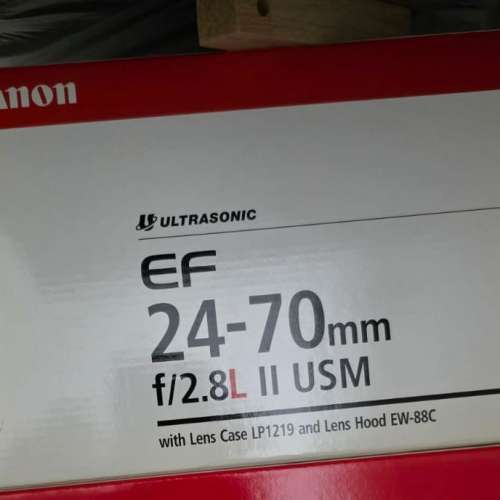 anon
ULTRASONIC
EF
24-70mm
f/2.8L II USM
with Lens Case LP1219 and Lens Hood EW-88C